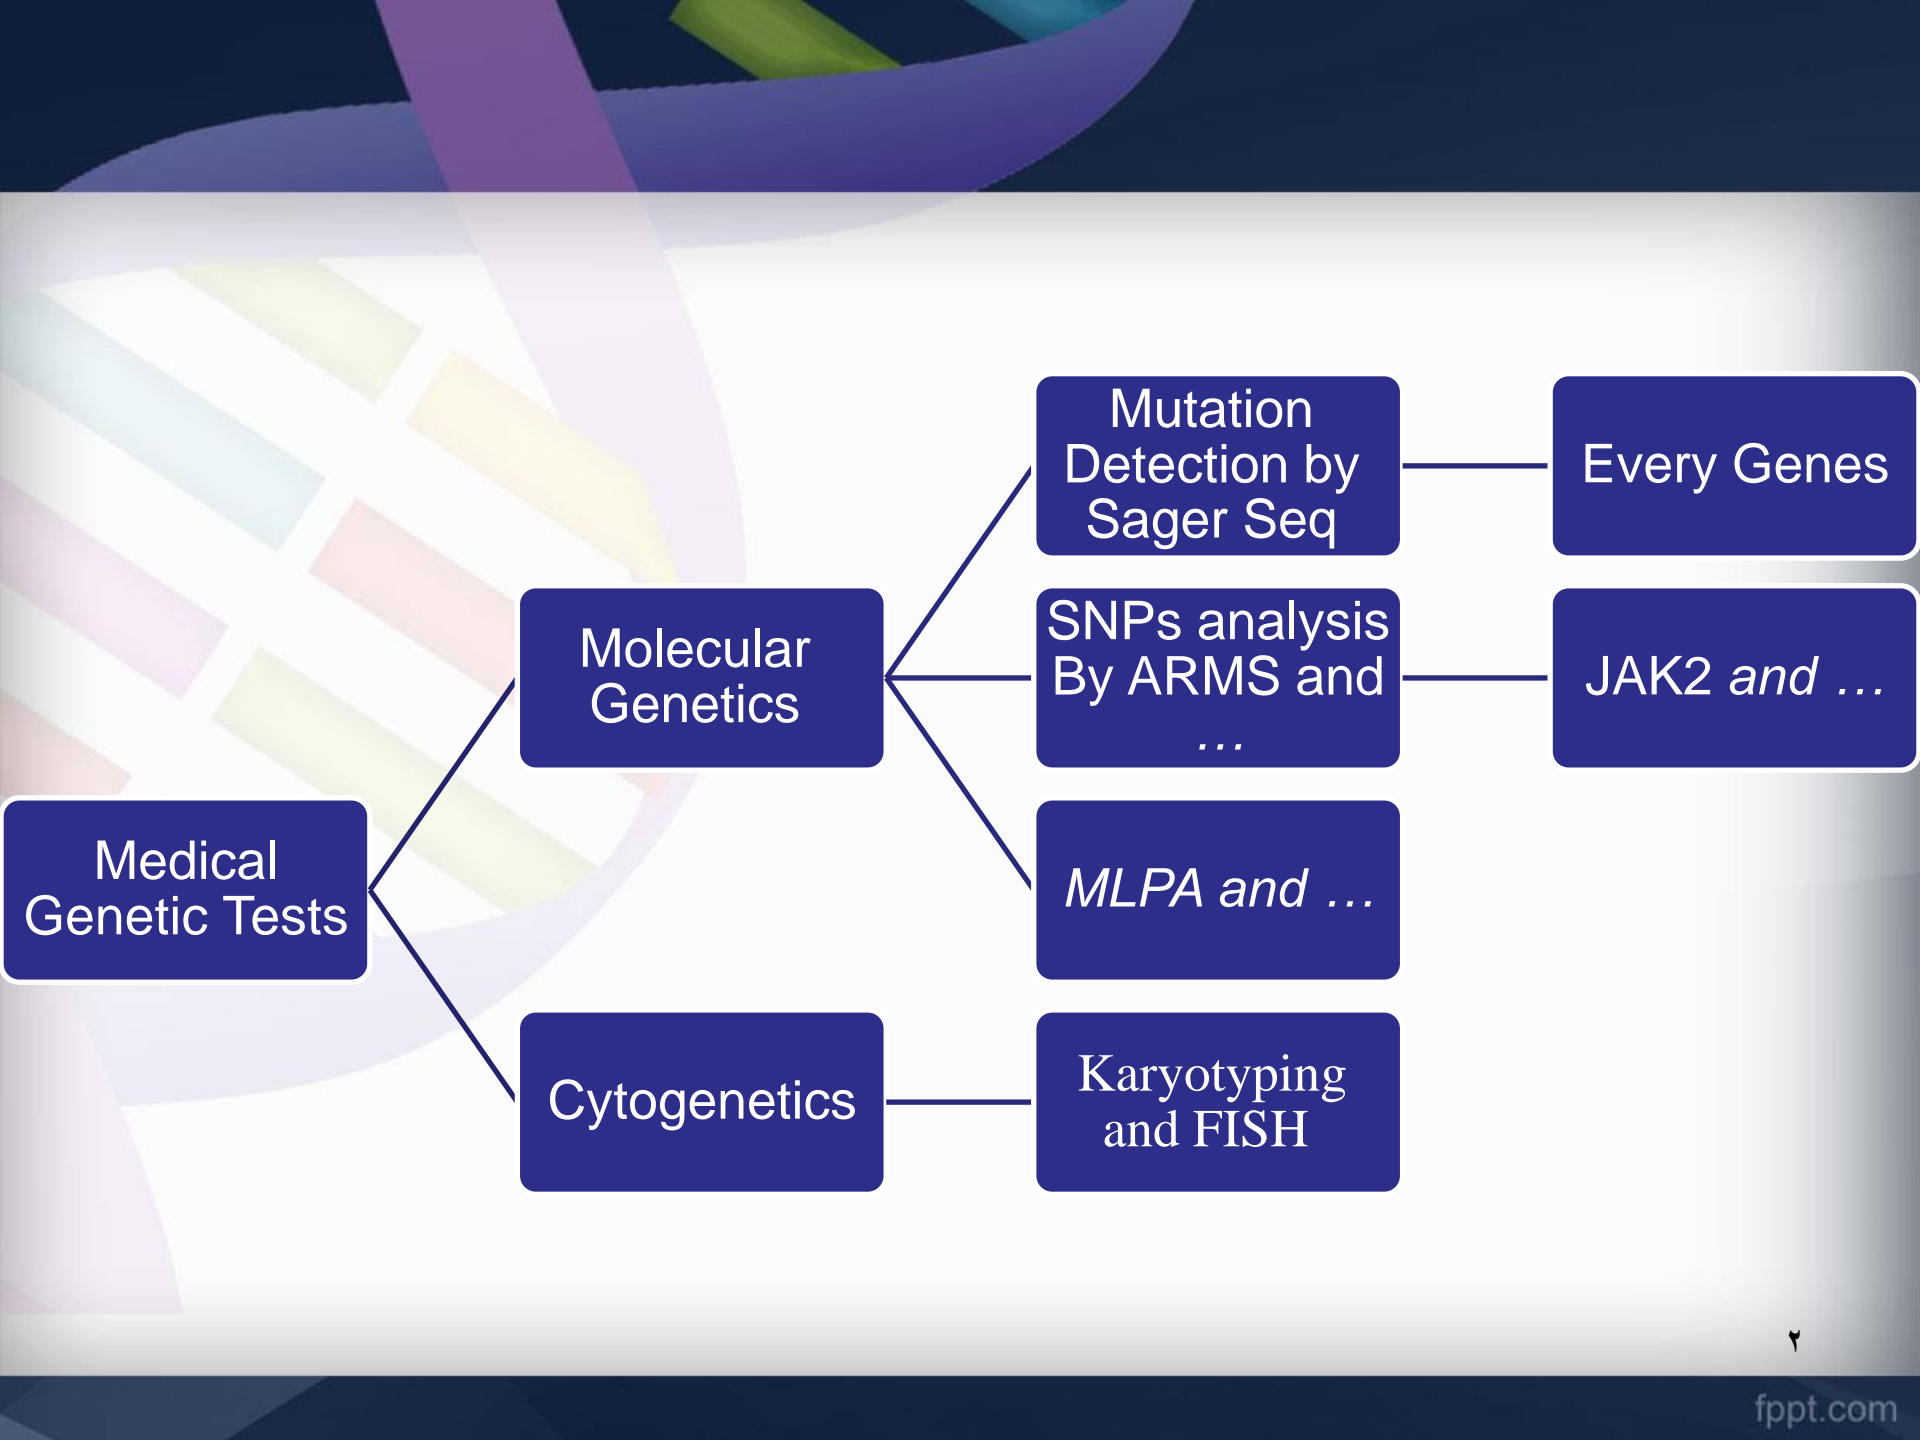 Mutation
Detection by
Sager Seq
Every Genes
SNPs analysis
By ARMS and
…
JAK2 and …
Molecular
Genetics
MLPA and …
Medical
Genetic Tests
Cytogenetics
Karyotyping
and FISH
۲
fppt.com